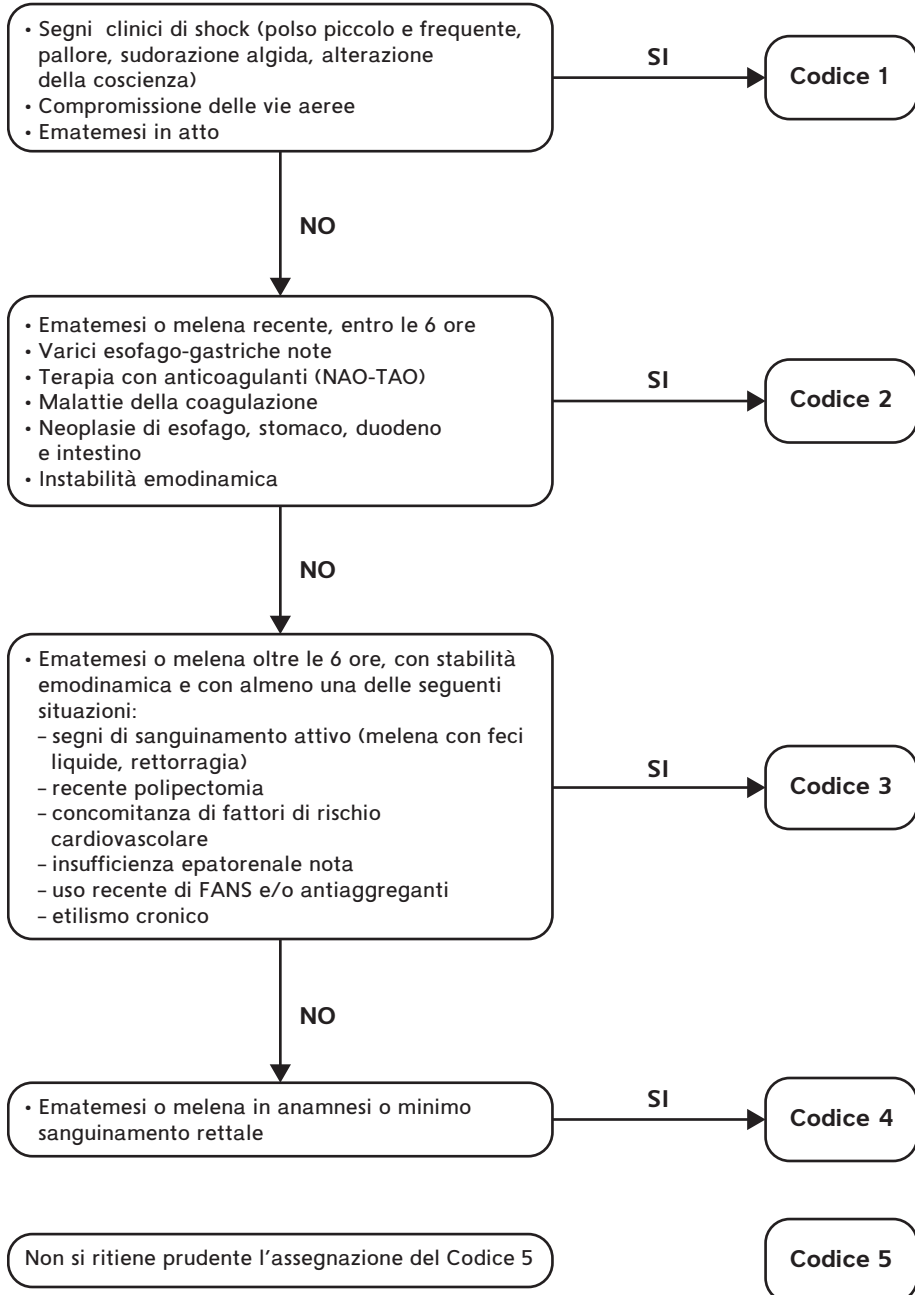 • Segni clinici di shock (polso piccolo e frequente,
pallore, sudorazione algida, alterazione
della coscienza)
• Compromissione delle vie aeree
• Ematemesi in atto
SI
Codice 1
NO
• Ematemesi o melena recente, entro le 6 ore
• Varici esofago-gastriche note
• Terapia con anticoagulanti (NAO-TAO)
• Malattie della coagulazione
• Neoplasie di esofago, stomaco, duodeno
e intestino
• Instabilità emodinamica
SI
Codice 2
NO
• Ematemesi o melena oltre le 6 ore, con stabilità
emodinamica e con almeno una delle seguenti
situazioni:
– segni di sanguinamento attivo (melena con feci
liquide, rettorragia)
– recente polipectomia
– concomitanza di fattori di rischio
cardiovascolare
– insufficienza epatorenale nota
– uso recente di FANS e/o antiaggreganti
– etilismo cronico
SI
Codice 3
NO
• Ematemesi o melena in anamnesi o minimo
sanguinamento rettale
SI
Codice 4
Non si ritiene prudente l'assegnazione del Codice 5
Codice 5